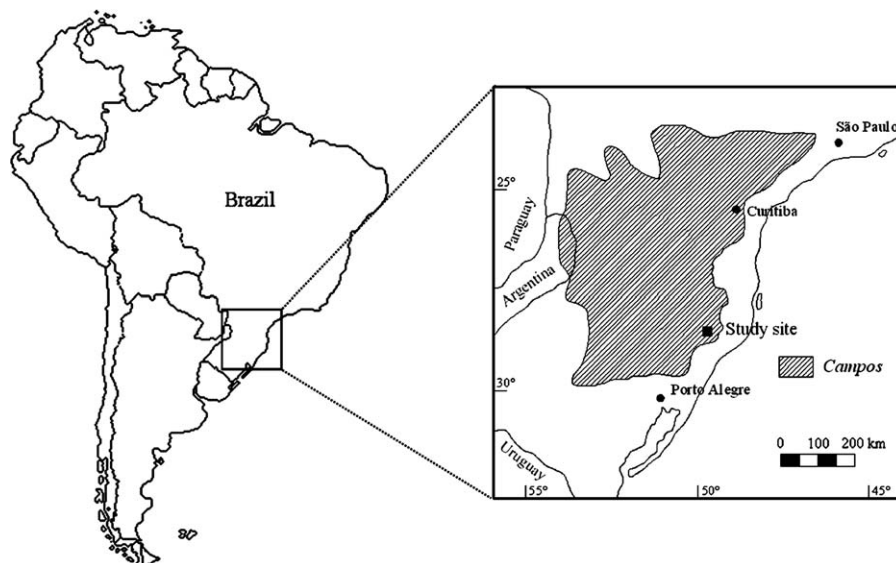 Brazil
São Paulo
25°
Curitiba
Paraguay
Argentina
Study site
Campos
30°
Porto Alegre
Uruguay
0 100 200 km
55°
50°
45°